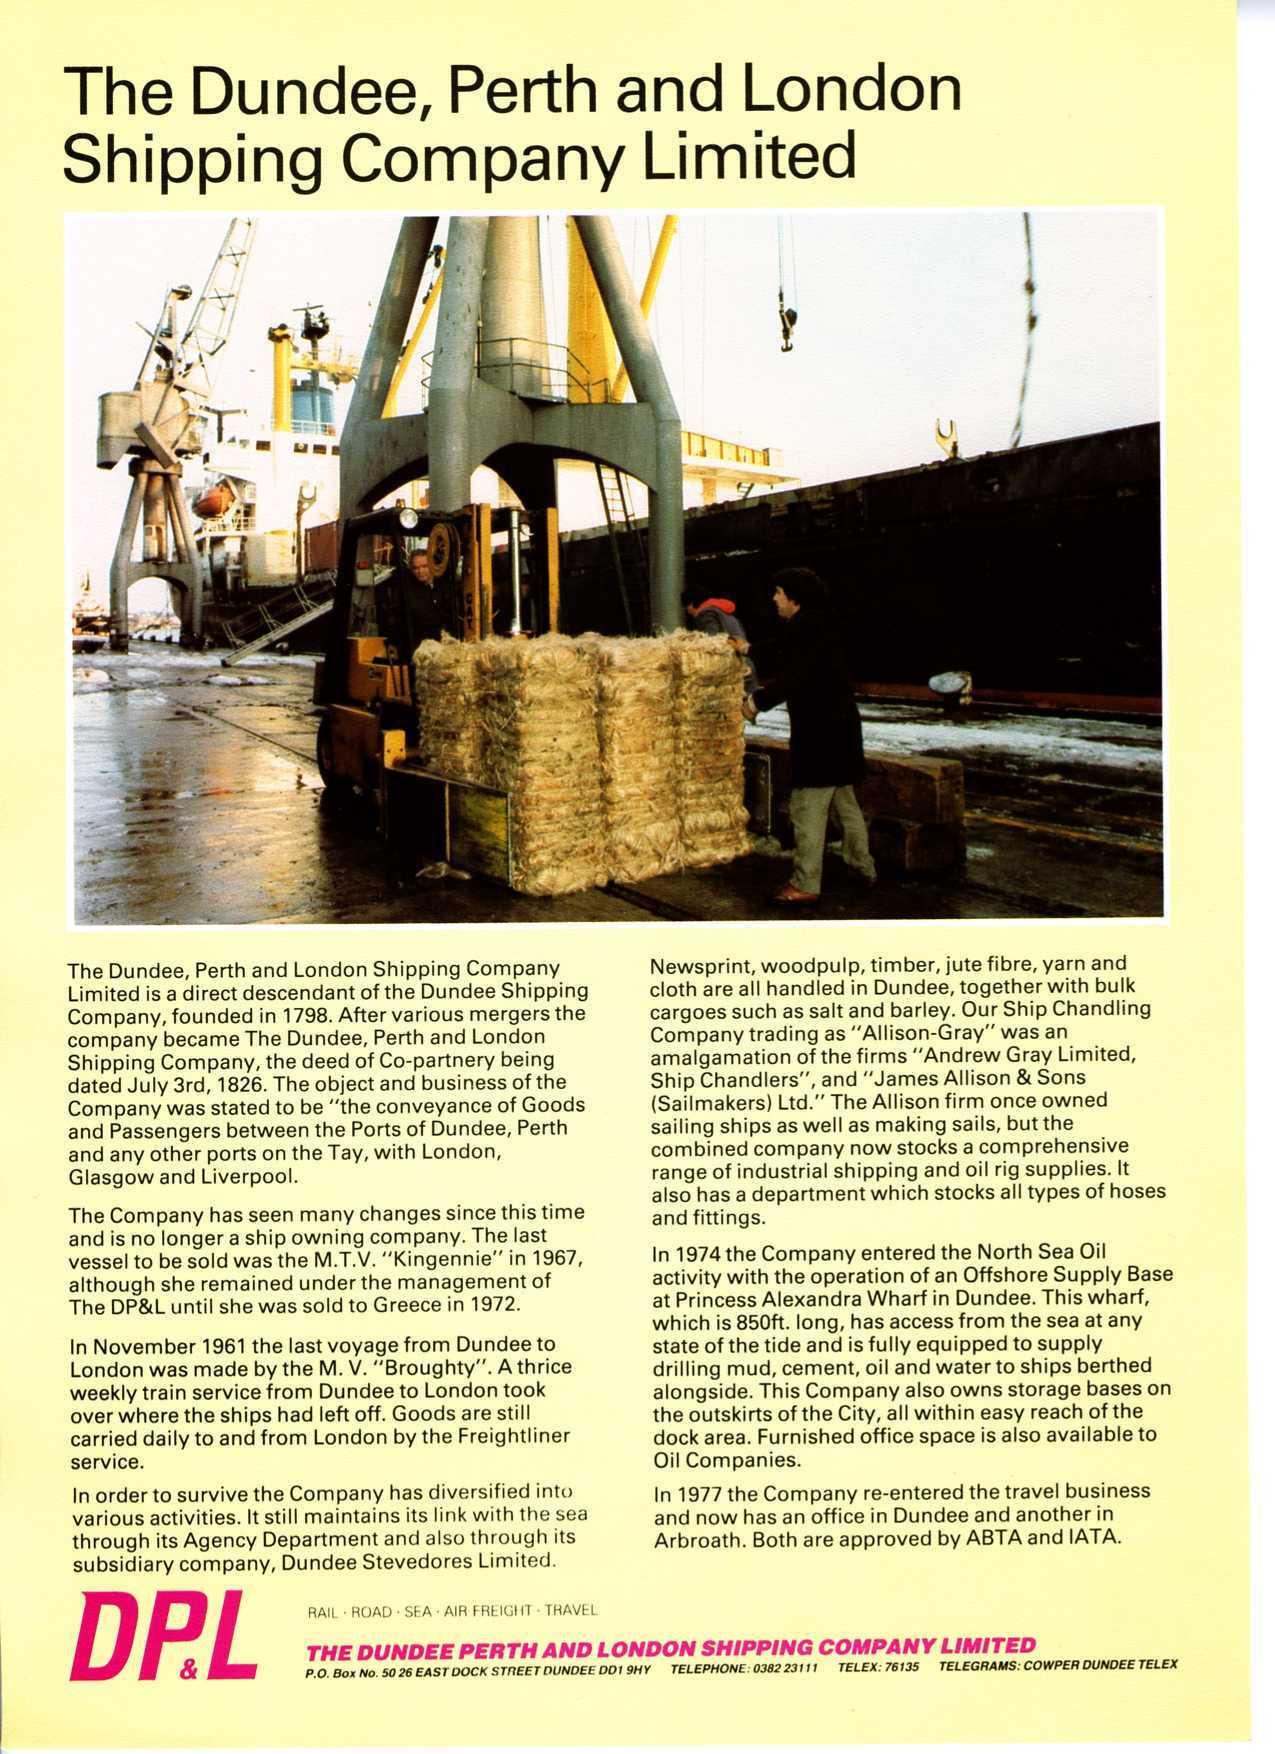 The Dundee, Perth and London
Shipping Company Limited
CAT
The Dundee, Perth and London Shipping Company
Limited is a direct descendant of the Dundee Shipping
Company, founded in 1798. After various mergers the
company became The Dundee, Perth and London
Shipping Company, the deed of Co-partnery being
dated July 3rd, 1826. The object and business of the
Company was stated to be "the conveyance of Goods
and Passengers between the Ports of Dundee, Perth
and any other ports on the Tay, with London,
Glasgow and Liverpool.
The Company has seen many changes since this time
and is no longer a ship owning company. The last
vessel to be sold was the M.T.V. "Kingennie" in 1967,
although she remained under the management of
The DP&L until she was sold to Greece in 1972.
In November 1961 the last voyage from Dundee to
London was made by the M. V. "Broughty". A thrice
weekly train service from Dundee to London took
over where the ships had left off. Goods are still
carried daily to and from London by the Freightliner
service.
In order to survive the Company has diversified into
various activities. It still maintains its link with the sea
through its Agency Department and also through its
subsidiary company, Dundee Stevedores Limited.
Newsprint, woodpulp, timber, jute fibre, yarn and
cloth are all handled in Dundee, together with bulk
cargoes such as salt and barley. Our Ship Chandling
Company trading as "Allison-Gray" was an
amalgamation of the firms "Andrew Gray Limited,
Ship Chandlers", and "James Allison & Sons
(Sailmakers) Ltd." The Allison firm once owned
sailing ships as well as making sails, but the
combined company now stocks a comprehensive
range of industrial shipping and oil rig supplies. It
also has a department which stocks all types of hoses
and fittings.
In 1974 the Company entered the North Sea Oil
activity with the operation of an Offshore Supply Base
at Princess Alexandra Wharf in Dundee. This wharf,
which is 850ft. long, has access from the sea at any
state of the tide and is fully equipped to supply
drilling mud, cement, oil and water to ships berthed
alongside. This Company also owns storage bases on
the outskirts of the City, all within easy reach of the
dock area. Furnished office space is also available to
Oil Companies.
In 1977 the Company re-entered the travel business
and now has an office in Dundee and another in
Arbroath. Both are approved by ABTA and IATA.
DP&L
RAIL · ROAD · SEA · AIR FREIGHT · TRAVEL
THE DUNDEE PERTH AND LONDON SHIPPING COMPANY LIMITED
P.O. Box No. 50 26 EAST DOCK STREET DUNDEE DD1 9HY TELEPHONE: 0382 23111 TELEX: 76135 TELEGRAMS: COWPER DUNDEE TELEX